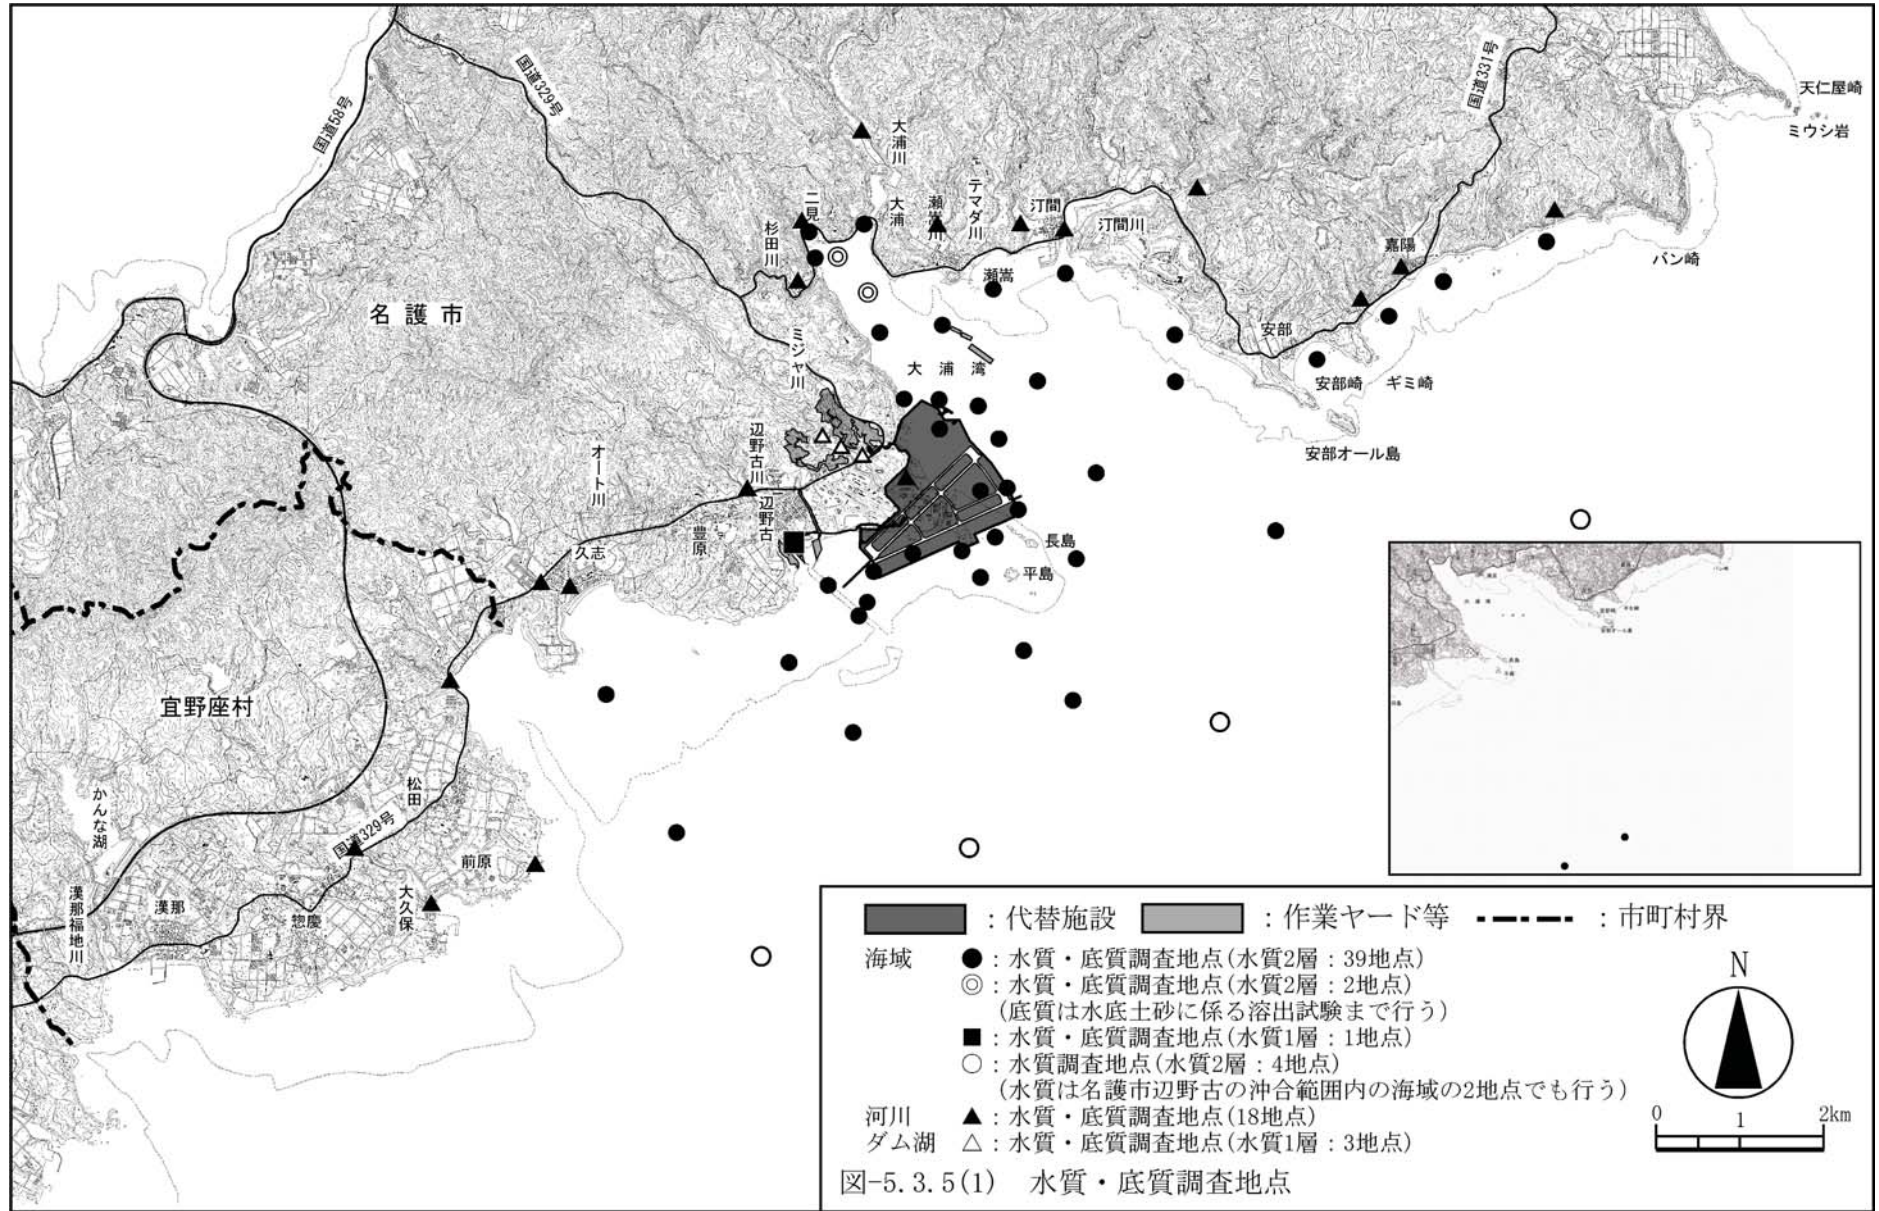 国道58号
国道329号
国道331号
天仁屋崎
ミウシ岩
バン崎
大浦川
二見
大浦
瀬嵩川
テマダ川
汀間
汀間川
杉田川
瀬嵩
嘉陽
安部
安部崎
ギミ崎
安部オール島
名護市
ミジャ川
大浦湾
辺野古川
辺野古
オートリ川
豊原
久志
長島
平島
宜野座村
かんな湖
松田
国道329号
前原
大久保
漢那
惣慶
漢那福地川
:代替施設
:作業ヤード等
:市町村界
海域 ●:水質・底質調査地点(水質2層:39地点)
◎:水質・底質調査地点(水質2層:2地点)
(底質は水底土砂に係る溶出試験まで行う)
■:水質・底質調査地点(水質1層:1地点)
○:水質調査地点(水質2層:4地点)
(水質は名護市辺野古の沖合範囲内の海域の2地点でも行う)
河川 ▲:水質・底質調査地点(18地点)
ダム湖 △:水質・底質調査地点(水質1層:3地点)
N
0 1 2km
図-5.3.5(1) 水質・底質調査地点